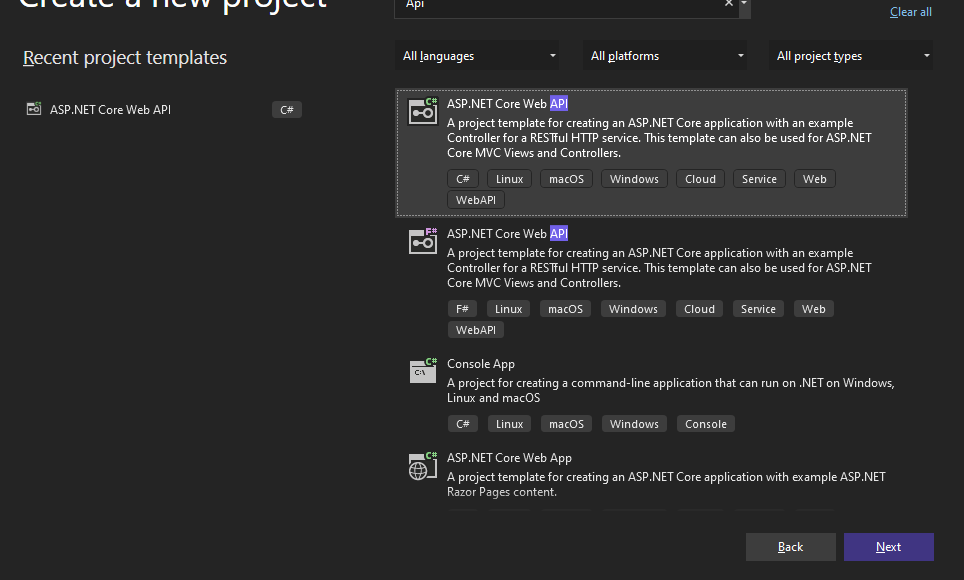 Create a new project
Api
Clear all
Recent project templates
All languages
All platforms
All project types
ASP.NET Core Web API
C#
C#
ASP.NET Core Web API
A project template for creating an ASP.NET Core application with an example
Controller for a RESTful HTTP service. This template can also be used for ASP.NET
Core MVC Views and Controllers.
C# Linux macOS Windows Cloud Service Web
WebAPI
F#
ASP.NET Core Web API
A project template for creating an ASP.NET Core application with an example
Controller for a RESTful HTTP service. This template can also be used for ASP.NET
Core MVC Views and Controllers.
F# Linux macOS Windows Cloud Service Web
WebAPI
C#
C:\
Console App
A project for creating a command-line application that can run on .NET on Windows,
Linux and macOS
C# Linux macOS Windows Console
C#
ASP.NET Core Web App
A project template for creating an ASP.NET Core application with example ASP.NET
Razor Pages content.
Back
Next